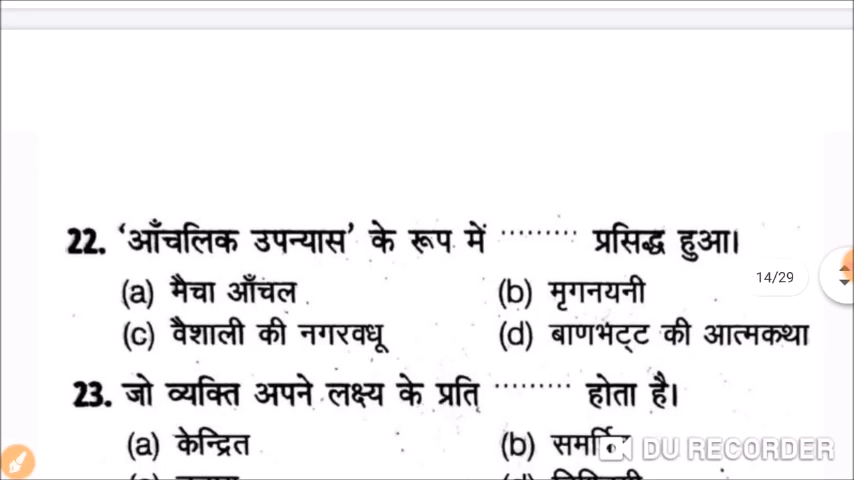 22. ‘आँचलिक उपन्यास’ के रूप में ········· प्रसिद्ध हुआ।
(a) मैचा आँचल (b) मृगनयनी
14/29
(c) वैशाली की नगरवधू (d) बाणभट्ट की आत्मकथा
23. जो व्यक्ति अपने लक्ष्य के प्रति ········· होता है।
(a) केन्द्रित (b)
DU RECORDER